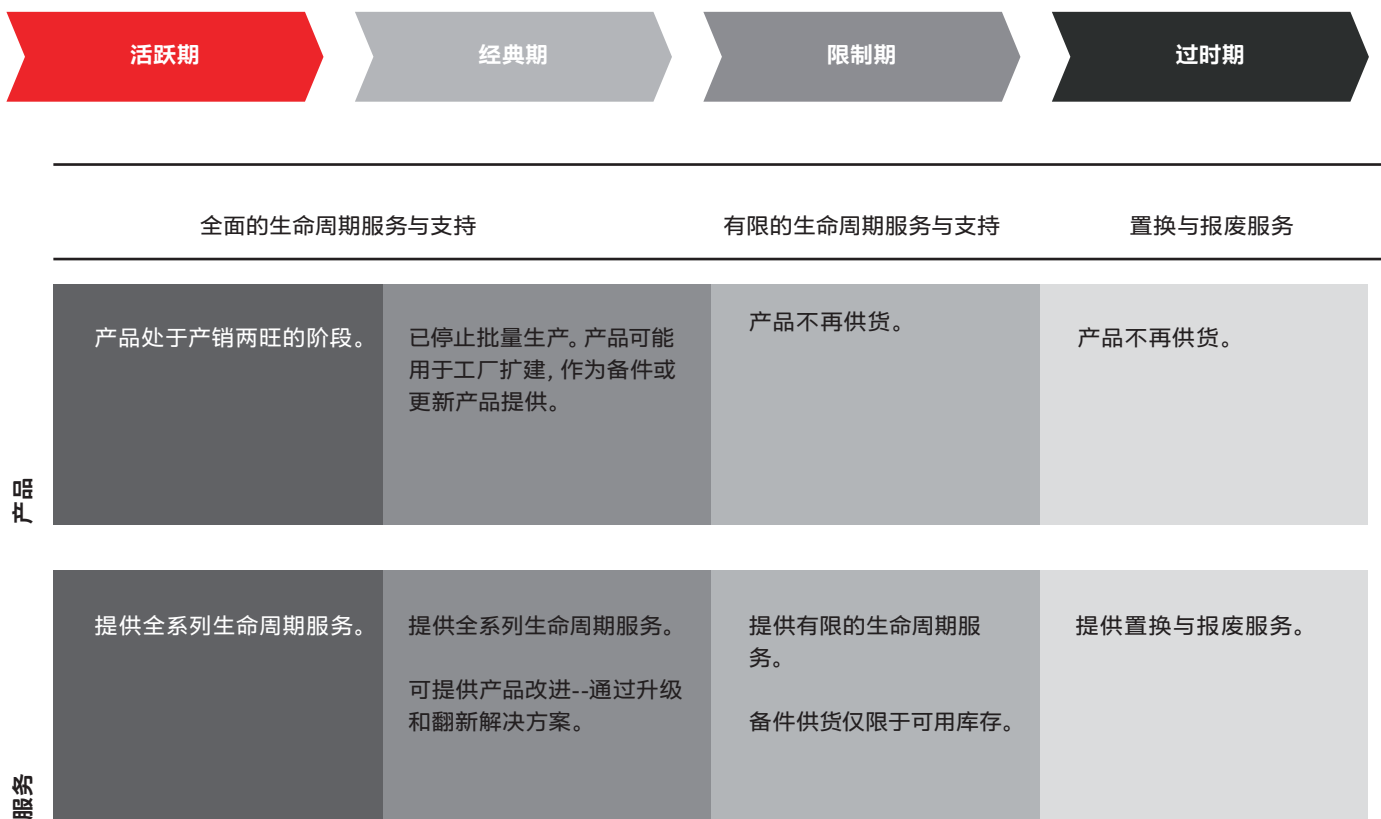 活跃期
经典期
限制期
过时期
全面的生命周期服务与支持
有限的生命周期服务与支持
置换与报废服务
产品
产品处于产销两旺的阶段。
已停止批量生产。产品可能
用于工厂扩建, 作为备件或
更新产品提供。
产品不再供货。
产品不再供货。
服务
提供全系列生命周期服务。
提供全系列生命周期服务。
可提供产品改进--通过升级
和翻新解决方案。
提供有限的生命周期服
务。
备件供货仅限于可用库存。
提供置换与报废服务。